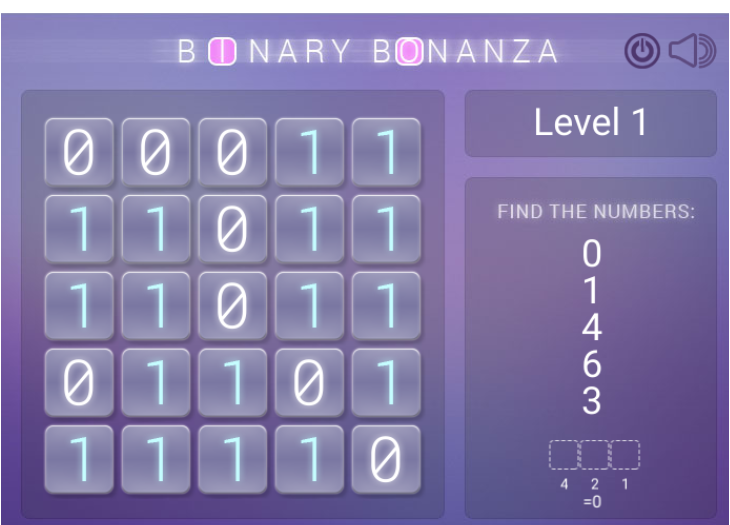 BINARY BONANZA
Level 1
0 0 0 1 1
1 1 0 1 1
1 1 0 1 1
0 1 1 0 1
1 1 1 1 0
FIND THE NUMBERS:
0
1
4
6
3
4 2 1
=0